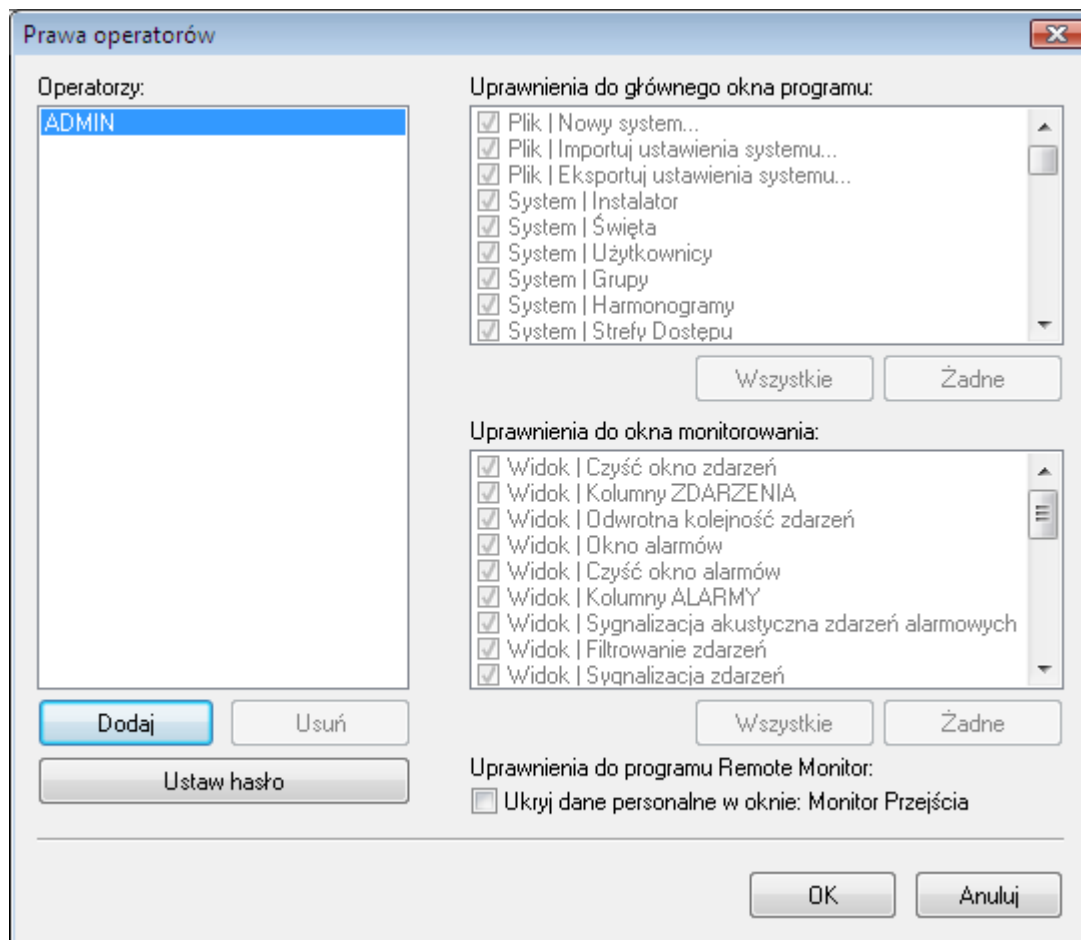 Prawa operatorów
Operatorzy:
ADMIN
Dodaj
Usuń
Ustaw hasło
Uprawnienia do głównego okna programu:
Plik | Nowy system...
Plik | Importuj ustawienia systemu...
Plik | Eksportuj ustawienia systemu...
System | Instalator
System | Święta
System | Użytkownicy
System | Grupy
System | Harmonogramy
System | Strefy Dostępu
Wszystkie
Żadne
Uprawnienia do okna monitorowania:
Widok | Czyść okno zdarzeń
Widok | Kolumny ZDARZENIA
Widok | Odwrotna kolejność zdarzeń
Widok | Okno alarmów
Widok | Czyść okno alarmów
Widok | Kolumny ALARMY
Widok | Sygnalizacja akustyczna zdarzeń alarmowych
Widok | Filtrowanie zdarzeń
Widok | Sygnalizacja zdarzeń
Wszystkie
Żadne
Uprawnienia do programu Remote Monitor:
Ukryj dane personalne w oknie: Monitor Przejścia
OK
Anuluj